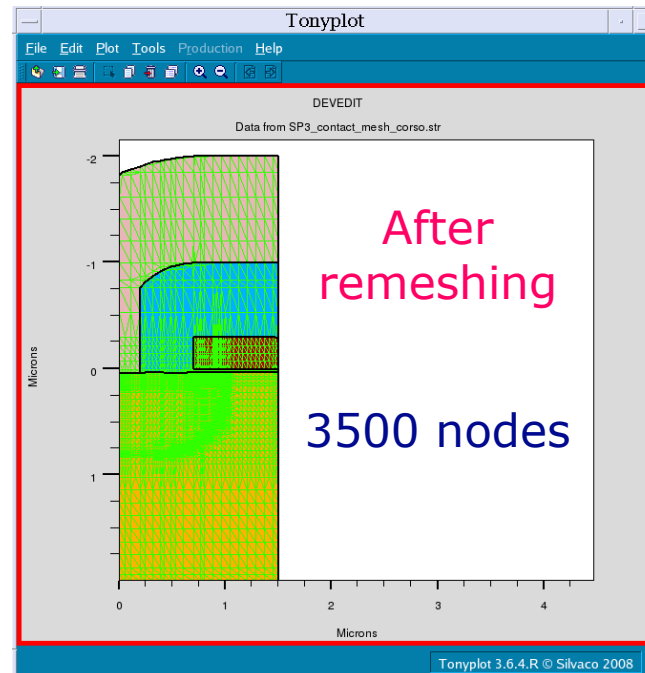 Tonyplot
File Edit Plot Tools Production Help
DEVEDIT
Data from SP3_contact_mesh_corso.str
-2
-1
0
1
Microns
After
remeshing
3500 nodes
0 1 2 3 4
Microns
Tonyplot 3.6.4.R © Silvaco 2008